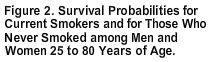 Figure 2. Survival Probabilities for
Current Smokers and for Those Who
Never Smoked among Men and
Women 25 to 80 Years of Age.